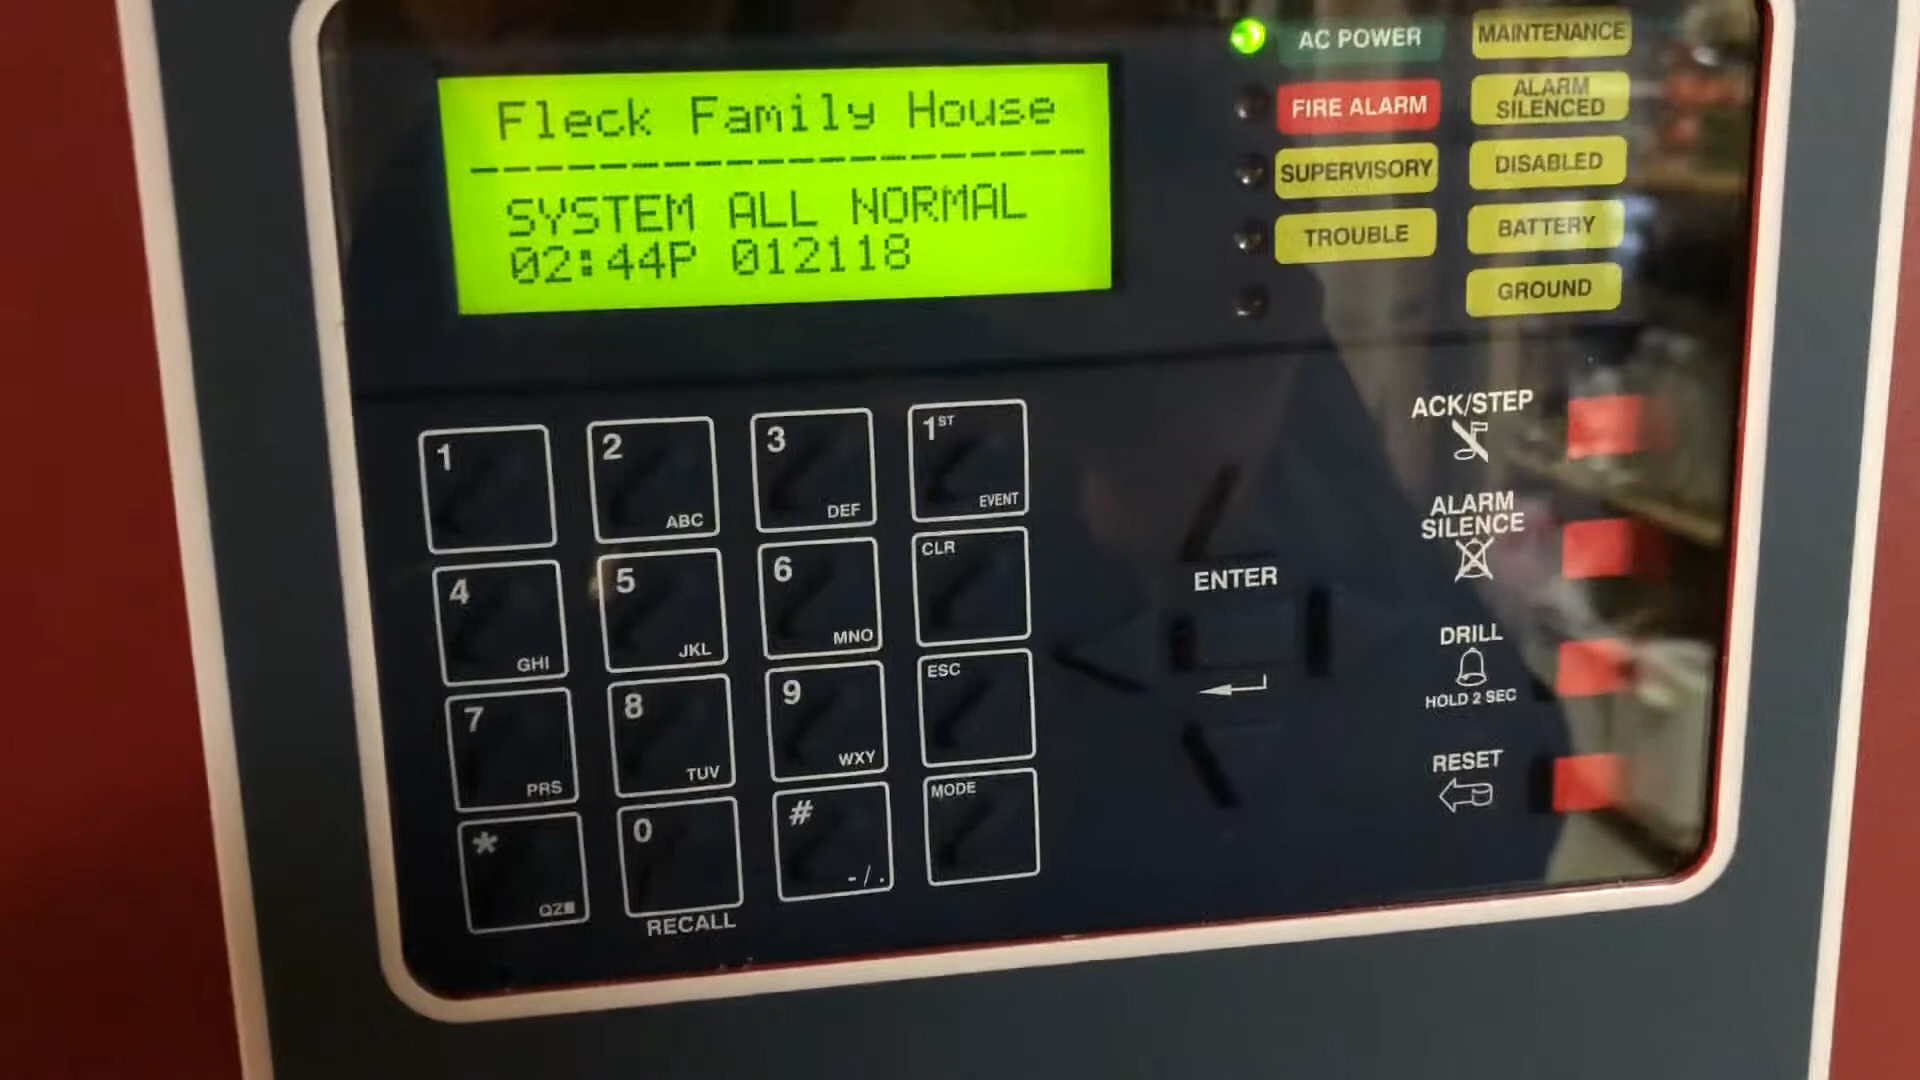 Fleck Family House
--------------------
SYSTEM ALL NORMAL
02:44P 012118
AC POWER
FIRE ALARM
SUPERVISORY
TROUBLE
MAINTENANCE
ALARM
SILENCED
DISABLED
BATTERY
GROUND
1
2 ABC
3 DEF
1ST EVENT
4 GHI
5 JKL
6 MNO
CLR
7 PRS
8 TUV
9 WXY
ESC
* QZ
0
# - / .
MODE
RECALL
ENTER
ACK/STEP
ALARM
SILENCE
DRILL
HOLD 2 SEC
RESET